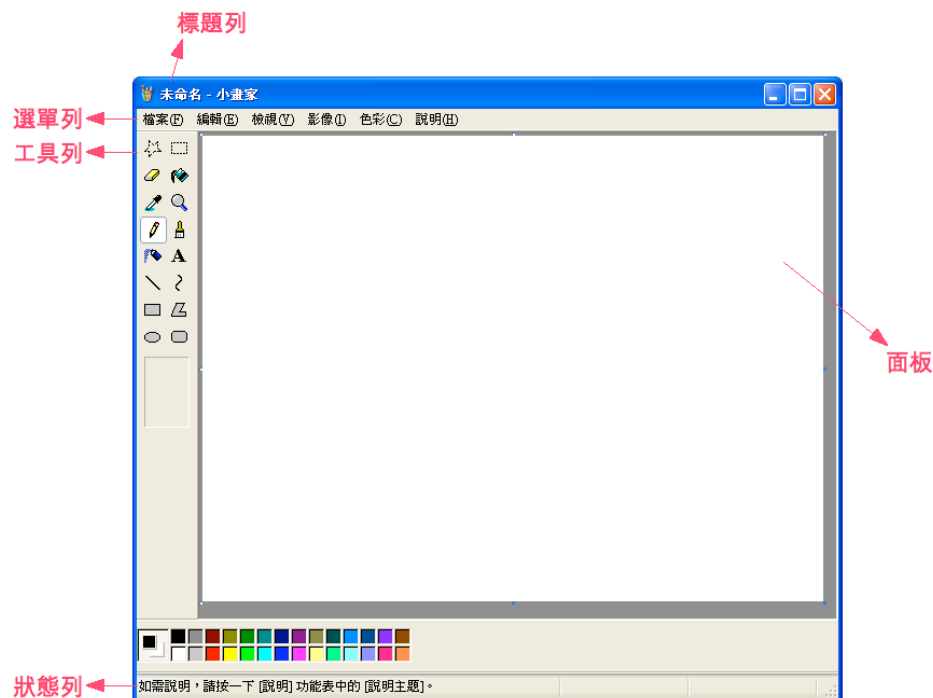 標題列
未命名 - 小畫家
選單列
檔案(F) 編輯(E) 檢視(V) 影像(I) 色彩(C) 說明(H)
工具列
A
面板
狀態列
如需說明，請按一下 [說明] 功能表中的 [說明主題]。